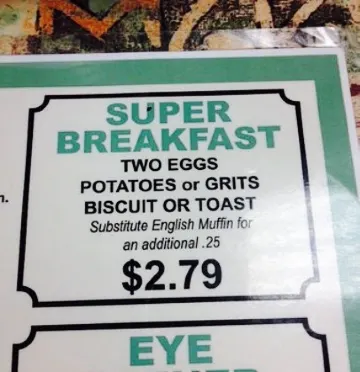 SUPER
BREAKFAST
TWO EGGS
POTATOES or GRITS
BISCUIT OR TOAST
Substitute English Muffin for
an additional .25
$2.79
EYE